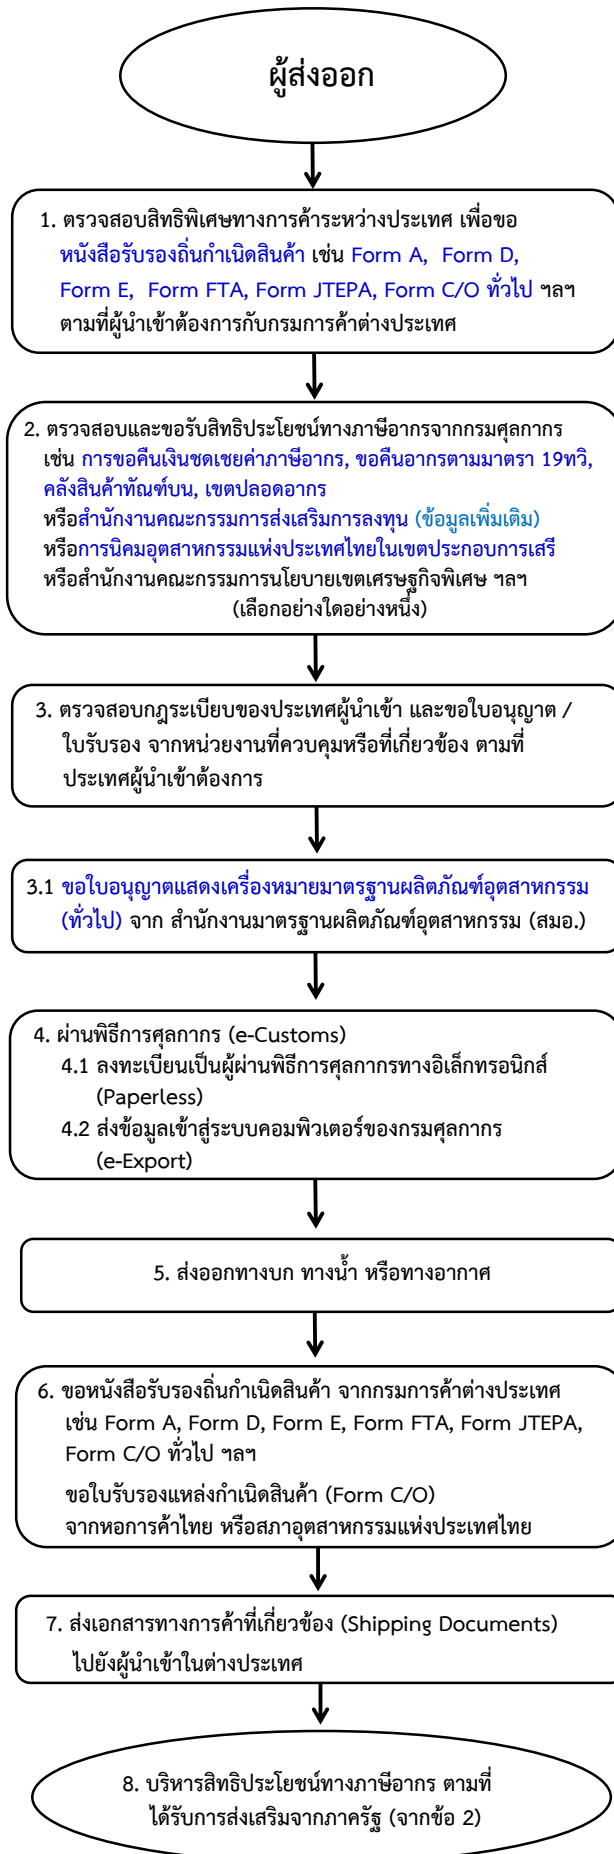 ผู้ส่งออก
1. ตรวจสอบสิทธิพิเศษทางการค้าระหว่างประเทศ เพื่อขอ
หนังสือรับรองถิ่นกำเนิดสินค้า เช่น Form A, Form D,
Form E, Form FTA, Form JTEPA, Form C/O ทั่วไป ฯลฯ
ตามที่ผู้นำเข้าต้องการกับกรมการค้าต่างประเทศ
2. ตรวจสอบและขอรับสิทธิประโยชน์ทางภาษีอากรจากกรมศุลกากร
เช่น การขอคืนเงินชดเชยค่าภาษีอากร, ขอคืนอากรตามมาตรา 19ทวิ,
คลังสินค้าทัณฑ์บน, เขตปลอดอากร
หรือสำนักงานคณะกรรมการส่งเสริมการลงทุน (ข้อมูลเพิ่มเติม)
หรือการนิคมอุตสาหกรรมแห่งประเทศไทยในเขตประกอบการเสรี
หรือสำนักงานคณะกรรมการนโยบายเขตเศรษฐกิจพิเศษ ฯลฯ
(เลือกอย่างใดอย่างหนึ่ง)
3. ตรวจสอบกฎระเบียบของประเทศผู้นำเข้า และขอใบอนุญาต /
ใบรับรอง จากหน่วยงานที่ควบคุมหรือที่เกี่ยวข้อง ตามที่
ประเทศผู้นำเข้าต้องการ
3.1 ขอใบอนุญาตแสดงเครื่องหมายมาตรฐานผลิตภัณฑ์อุตสาหกรรม
(ทั่วไป) จาก สำนักงานมาตรฐานผลิตภัณฑ์อุตสาหกรรม (สมอ.)
4. ผ่านพิธีการศุลกากร (e-Customs)
4.1 ลงทะเบียนเป็นผู้ผ่านพิธีการศุลกากรทางอิเล็กทรอนิกส์
(Paperless)
4.2 ส่งข้อมูลเข้าสู่ระบบคอมพิวเตอร์ของกรมศุลกากร
(e-Export)
5. ส่งออกทางบก ทางน้ำ หรือทางอากาศ
6. ขอหนังสือรับรองถิ่นกำเนิดสินค้า จากกรมการค้าต่างประเทศ
เช่น Form A, Form D, Form E, Form FTA, Form JTEPA,
Form C/O ทั่วไป ฯลฯ
ขอใบรับรองแหล่งกำเนิดสินค้า (Form C/O)
จากหอการค้าไทย หรือสภาอุตสาหกรรมแห่งประเทศไทย
7. ส่งเอกสารทางการค้าที่เกี่ยวข้อง (Shipping Documents)
ไปยังผู้นำเข้าในต่างประเทศ
8. บริหารสิทธิประโยชน์ทางภาษีอากร ตามที่
ได้รับการส่งเสริมจากภาครัฐ (จากข้อ 2)